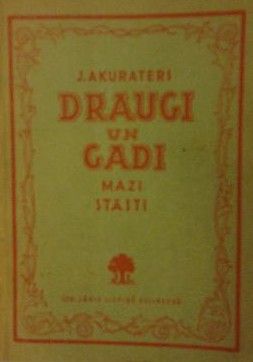 J. AKURATERS
DRAUGI
UN
GADI
MAZI
STĀSTI